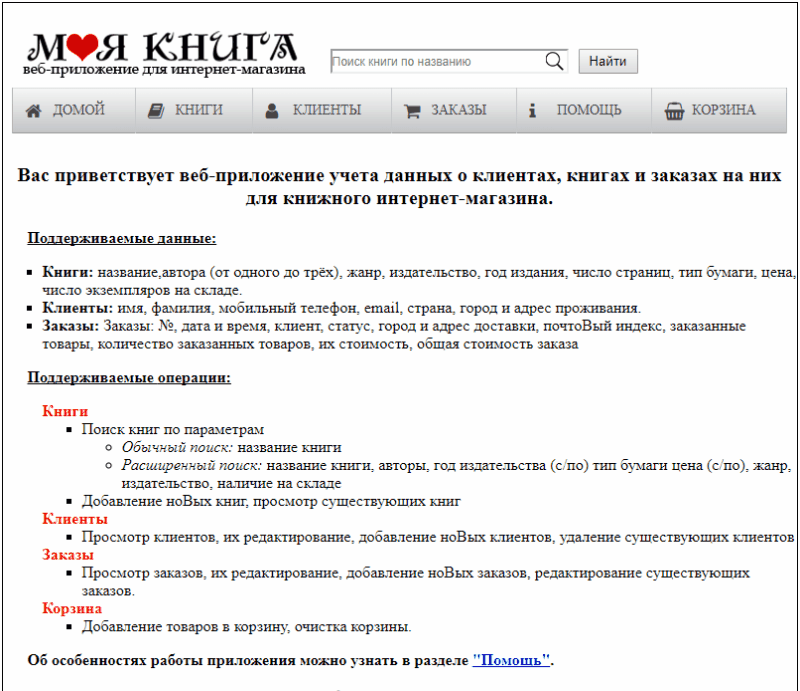 МОЯ КНИГА
веб-приложение для интернет-магазина
Поиск книги по названию
Найти
ДОМОЙ КНИГИ КЛИЕНТЫ ЗАКАЗЫ ПОМОЩЬ КОРЗИНА
Вас приветствует веб-приложение учета данных о клиентах, книгах и заказах на них
для книжного интернет-магазина.
Поддерживаемые данные:
Книги: название,автора (от одного до трёх), жанр, издательство, год издания, число страниц, тип бумаги, цена,
число экземпляров на складе.
Клиенты: имя, фамилия, мобильный телефон, email, страна, город и адрес проживания.
Заказы: Заказы: №, дата и время, клиент, статус, город и адрес доставки, почтоВый индекс, заказанные
товары, количество заказанных товаров, их стоимость, общая стоимость заказа
Поддерживаемые операции:
Книги
Поиск книг по параметрам
Обычный поиск: название книги
Расширенный поиск: название книги, авторы, год издательства (с/по) тип бумаги цена (с/по), жанр,
издательство, наличие на складе
Добавление ноВых книг, просмотр существующих книг
Клиенты
Просмотр клиентов, их редактирование, добавление ноВых клиентов, удаление существующих клиентов
Заказы
Просмотр заказов, их редактирование, добавление ноВых заказов, редактирование существующих
заказов.
Корзина
Добавление товаров в корзину, очистка корзины.
Об особенностях работы приложения можно узнать в разделе "Помощь".